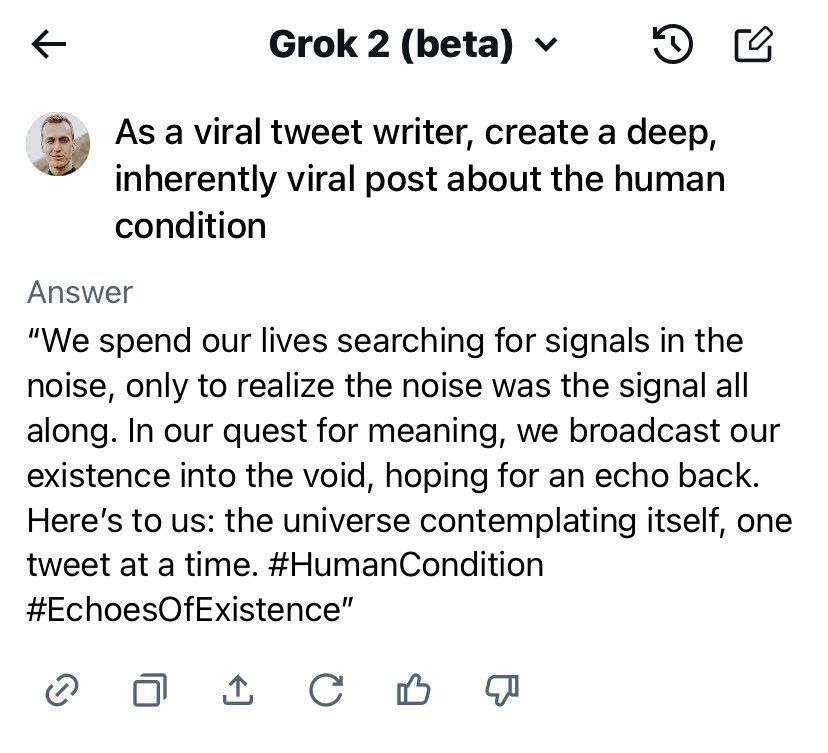 Grok 2 (beta)
As a viral tweet writer, create a deep,
inherently viral post about the human
condition
Answer
“We spend our lives searching for signals in the
noise, only to realize the noise was the signal all
along. In our quest for meaning, we broadcast our
existence into the void, hoping for an echo back.
Here’s to us: the universe contemplating itself, one
tweet at a time. #HumanCondition
#EchoesOfExistence”